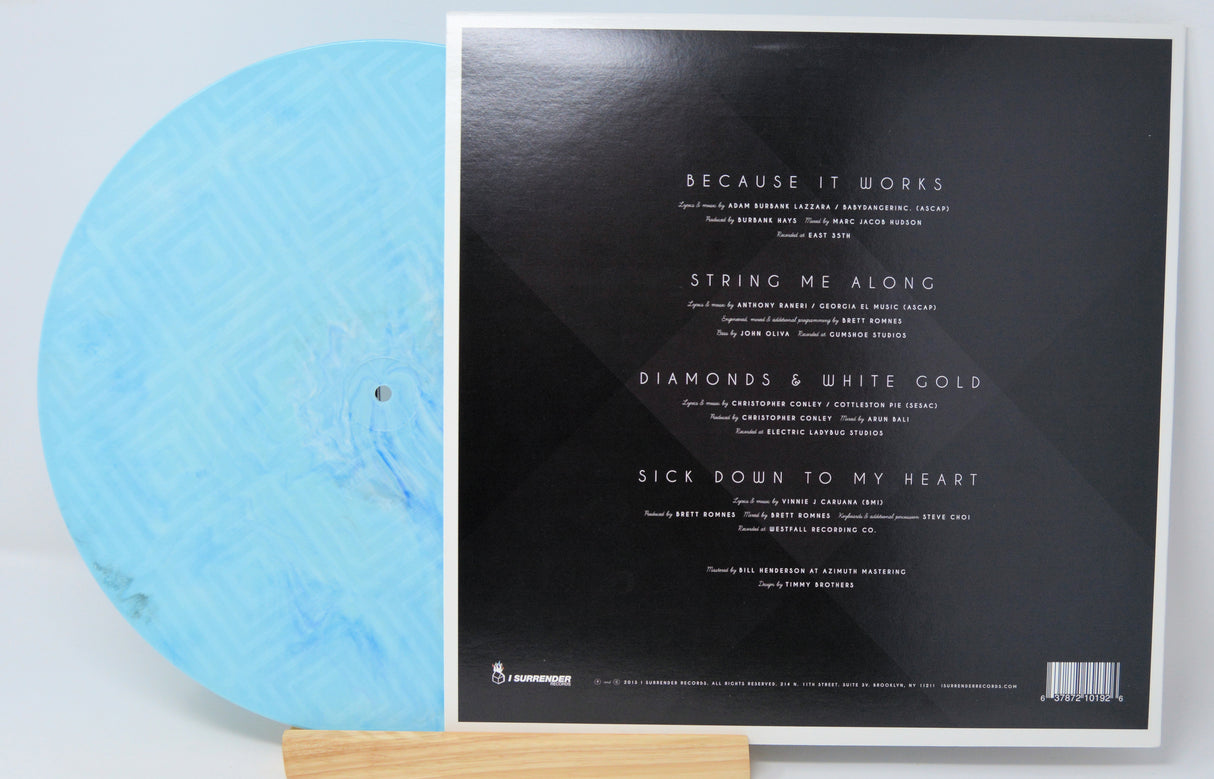 BECAUSE IT WORKS
Lyrics & music by ADAM BURBANK LAZZARA / BABYDANGERINC. (ASCAP)
Produced by BURBANK HAYS Mixed by MARC JACOB HUDSON
Recorded at EAST 35TH
STRING ME ALONG
Lyrics & music by ANTHONY RANERI / GEORGIA EL MUSIC (ASCAP)
Engineered, mixed & additional programming by BRETT ROMNES
Bass by JOHN OLIVA Recorded at GUMSHOE STUDIOS
DIAMONDS & WHITE GOLD
Lyrics & music by CHRISTOPHER CONLEY / COTTLESTON PIE (SESAC)
Produced by CHRISTOPHER CONLEY Mixed by ARUN BALI
Recorded at ELECTRIC LADYBUG STUDIOS
SICK DOWN TO MY HEART
Lyrics & music by VINNIE J CARUANA (BMI)
Produced by BRETT ROMNES Mixed by BRETT ROMNES Keyboards & additional percussion STEVE CHOI
Recorded at WESTFALL RECORDING CO.
Mastered by BILL HENDERSON AT AZIMUTH MASTERING
Design by TIMMY BROTHERS
I SURRENDER
RECORDS
℗ and © 2015 I SURRENDER RECORDS. ALL RIGHTS RESERVED. 214 N. 11TH STREET, SUITE 3V, BROOKLYN, NY 11211 ISURRENDERRECORDS.COM
6 37872 10192 6